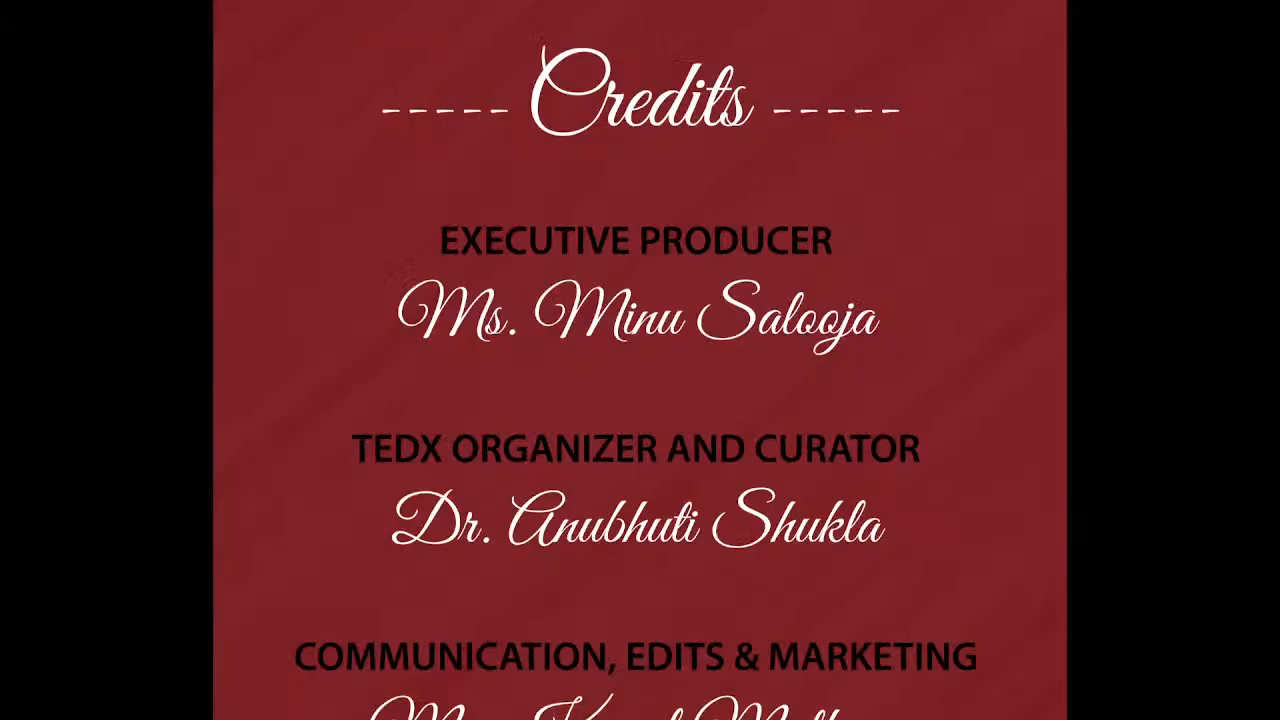 ----- Credits -----
EXECUTIVE PRODUCER
Ms. Minu Salooja
TEDX ORGANIZER AND CURATOR
Dr. Anubhuti Shukla
COMMUNICATION, EDITS & MARKETING